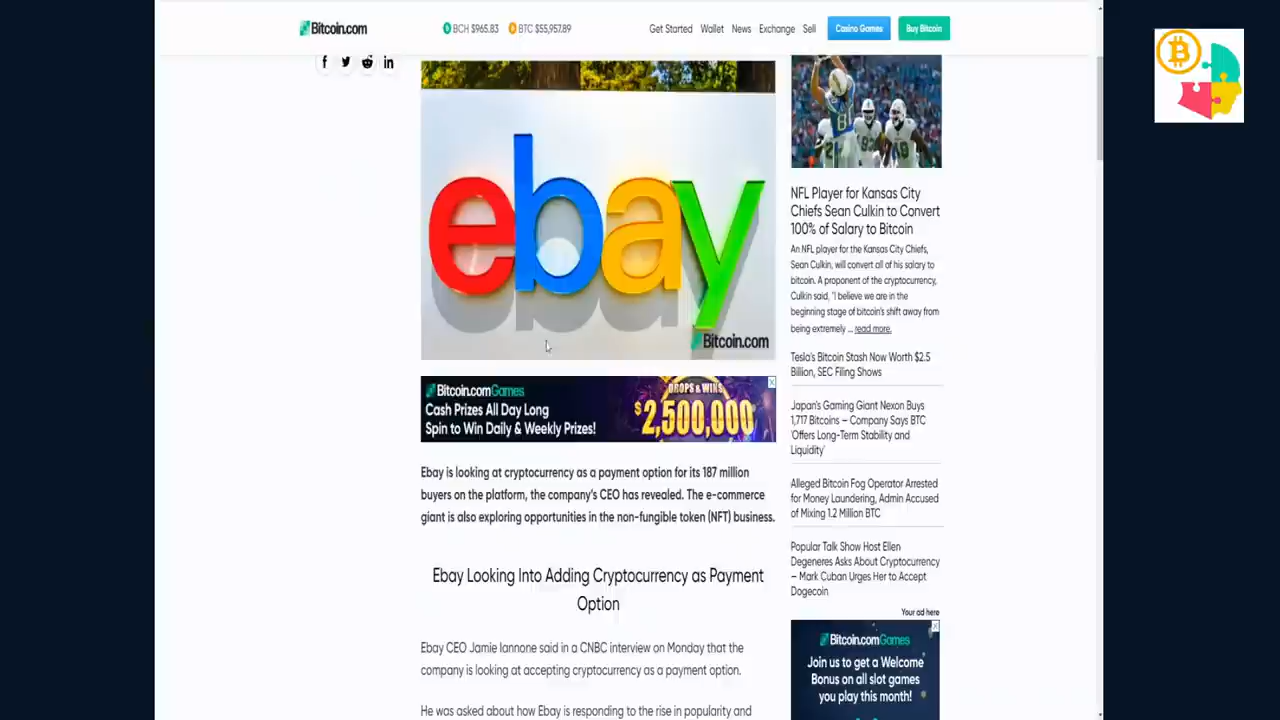 Bitcoin.com
BCH $965.83 BTC $55,957.89
Get Started Wallet News Exchange Sell Casino Games Buy Bitcoin
ebay
Bitcoin.com
Bitcoin.com Games
Cash Prizes All Day Long
Spin to Win Daily & Weekly Prizes!
DROPS & WINS
$2,500,000
Ebay is looking at cryptocurrency as a payment option for its 187 million
buyers on the platform, the company's CEO has revealed. The e-commerce
giant is also exploring opportunities in the non-fungible token (NFT) business.
Ebay Looking Into Adding Cryptocurrency as Payment
Option
Ebay CEO Jamie Iannone said in a CNBC interview on Monday that the
company is looking at accepting cryptocurrency as a payment option.
He was asked about how Ebay is responding to the rise in popularity and
NFL Player for Kansas City
Chiefs Sean Culkin to Convert
100% of Salary to Bitcoin
An NFL player for the Kansas City Chiefs,
Sean Culkin, will convert all of his salary to
bitcoin. A proponent of the cryptocurrency,
Culkin said, "I believe we are in the
beginning stage of bitcoin's shift away from
being extremely ... read more.
Tesla's Bitcoin Stash Now Worth $2.5
Billion, SEC Filing Shows
Japan's Gaming Giant Nexon Buys
1,717 Bitcoins – Company Says BTC
'Offers Long-Term Stability and
Liquidity'
Alleged Bitcoin Fog Operator Arrested
for Money Laundering, Admin Accused
of Mixing 1.2 Million BTC
Popular Talk Show Host Ellen
Degeneres Asks About Cryptocurrency
– Mark Cuban Urges Her to Accept
Dogecoin
Your ad here
Bitcoin.com Games
Join us to get a Welcome
Bonus on all slot games
you play this month!